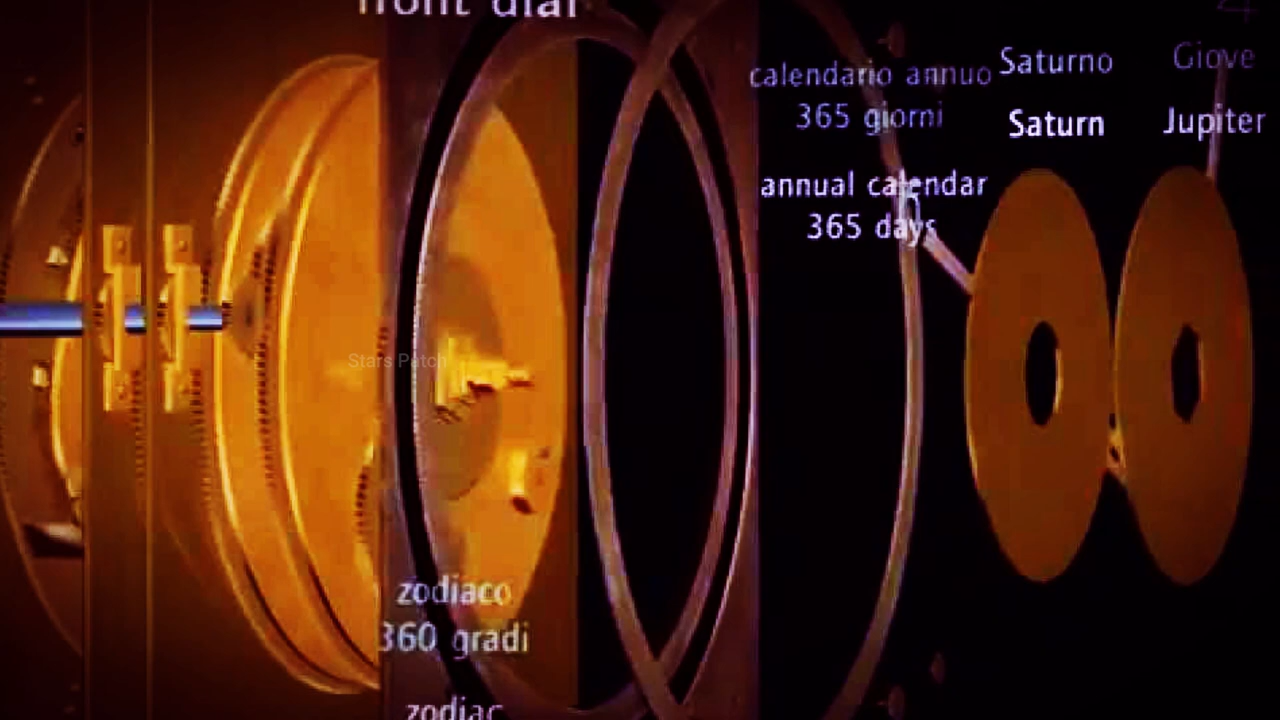 front dial
calendario annuo
365 giorni
annual calendar
365 days
Saturno
Saturn
Giove
Jupiter
Stars Patch
zodiaco
360 gradi
zodiac